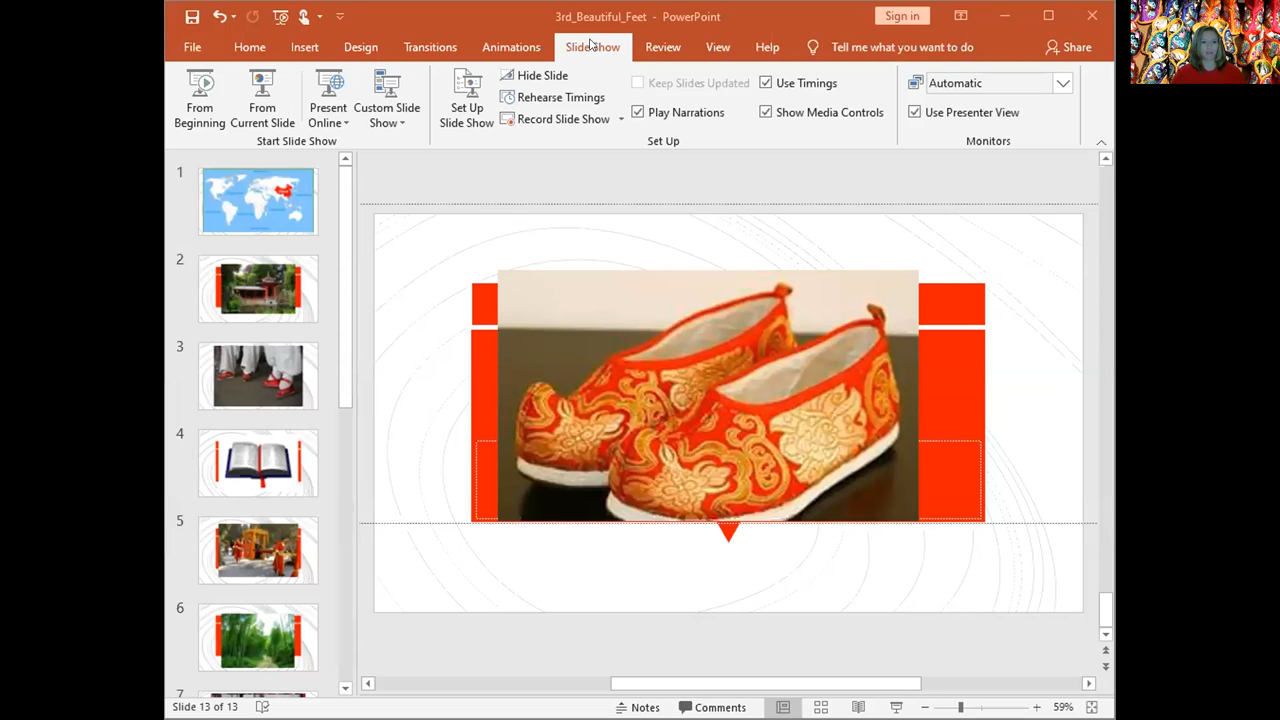 3rd_Beautiful_Feet - PowerPoint
Sign in
File Home Insert Design Transitions Animations Slide Show Review View Help Tell me what you want to do Share
From Beginning
From Current Slide
Present Online
Custom Slide Show
Start Slide Show
Set Up Slide Show
Hide Slide
Rehearse Timings
Record Slide Show
Keep Slides Updated
Play Narrations
Use Timings
Show Media Controls
Set Up
Automatic
Use Presenter View
Monitors
1
2
3
4
5
6
7
Slide 13 of 13
Notes
Comments
59%